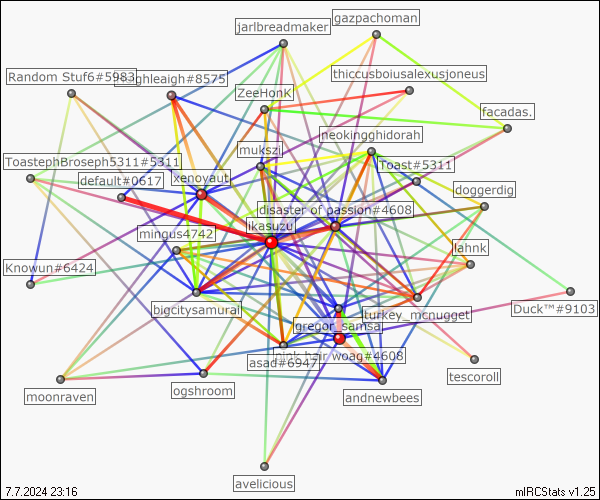 gazpachoman
jarlbreadmaker
thiccusboiusalexusjoneus
Random Stuf6#5983
ghleaigh#8575
ZeeHonK
facadas.
neokingghidorah
mukszi
ToastephBroseph5311#5311
Toast#5311
default#0617
xenoyaut
doggerdig
disaster of passion#4608
ikasuzu
mingus4742
lahnk
Knowun#6424
bigcitysamurai
turkey_mcnugget
Duck™#9103
gregor_samsa
pink hair woag#4608
asad#6947
tescoroll
moonraven
ogshroom
andnewbees
avelicious
7.7.2024 23:16
mIRCStats v1.25